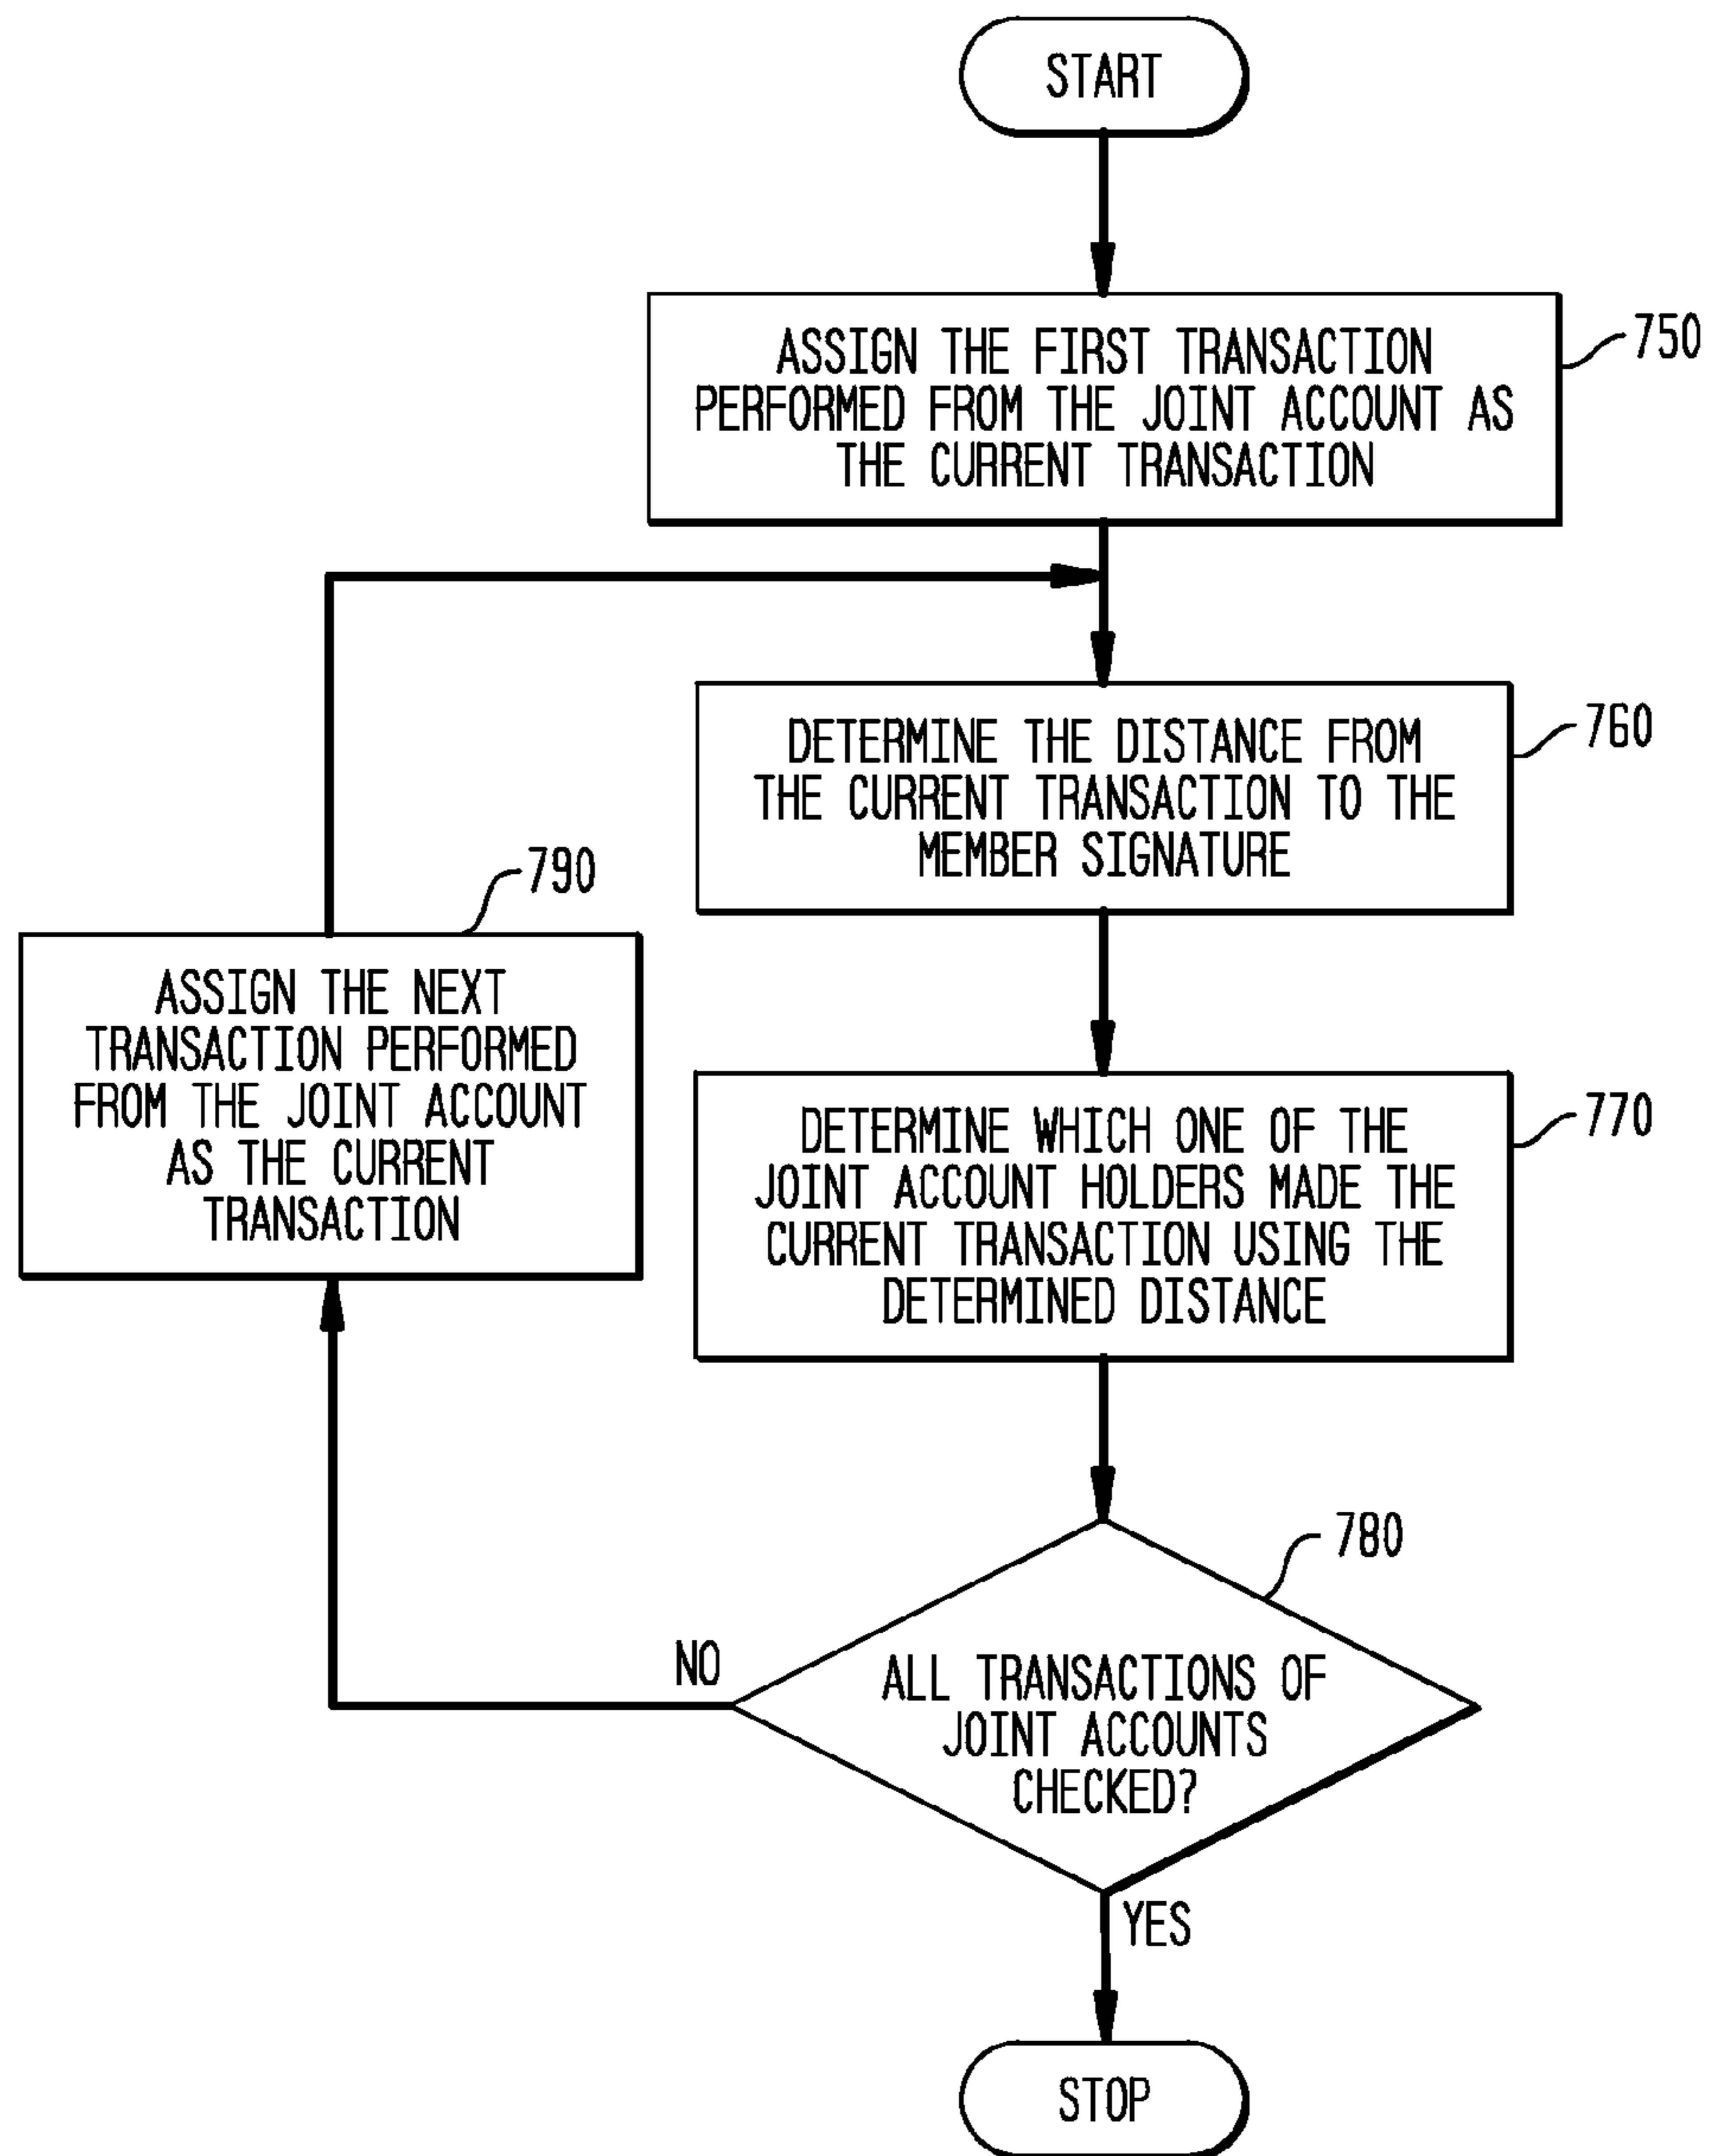 START
ASSIGN THE FIRST TRANSACTION
PERFORMED FROM THE JOINT ACCOUNT AS
THE CURRENT TRANSACTION
750
DETERMINE THE DISTANCE FROM
THE CURRENT TRANSACTION TO THE
MEMBER SIGNATURE
760
790
ASSIGN THE NEXT
TRANSACTION PERFORMED
FROM THE JOINT ACCOUNT
AS THE CURRENT
TRANSACTION
DETERMINE WHICH ONE OF THE
JOINT ACCOUNT HOLDERS MADE THE
CURRENT TRANSACTION USING THE
DETERMINED DISTANCE
770
780
ALL TRANSACTIONS OF
JOINT ACCOUNTS
CHECKED?
NO
YES
STOP